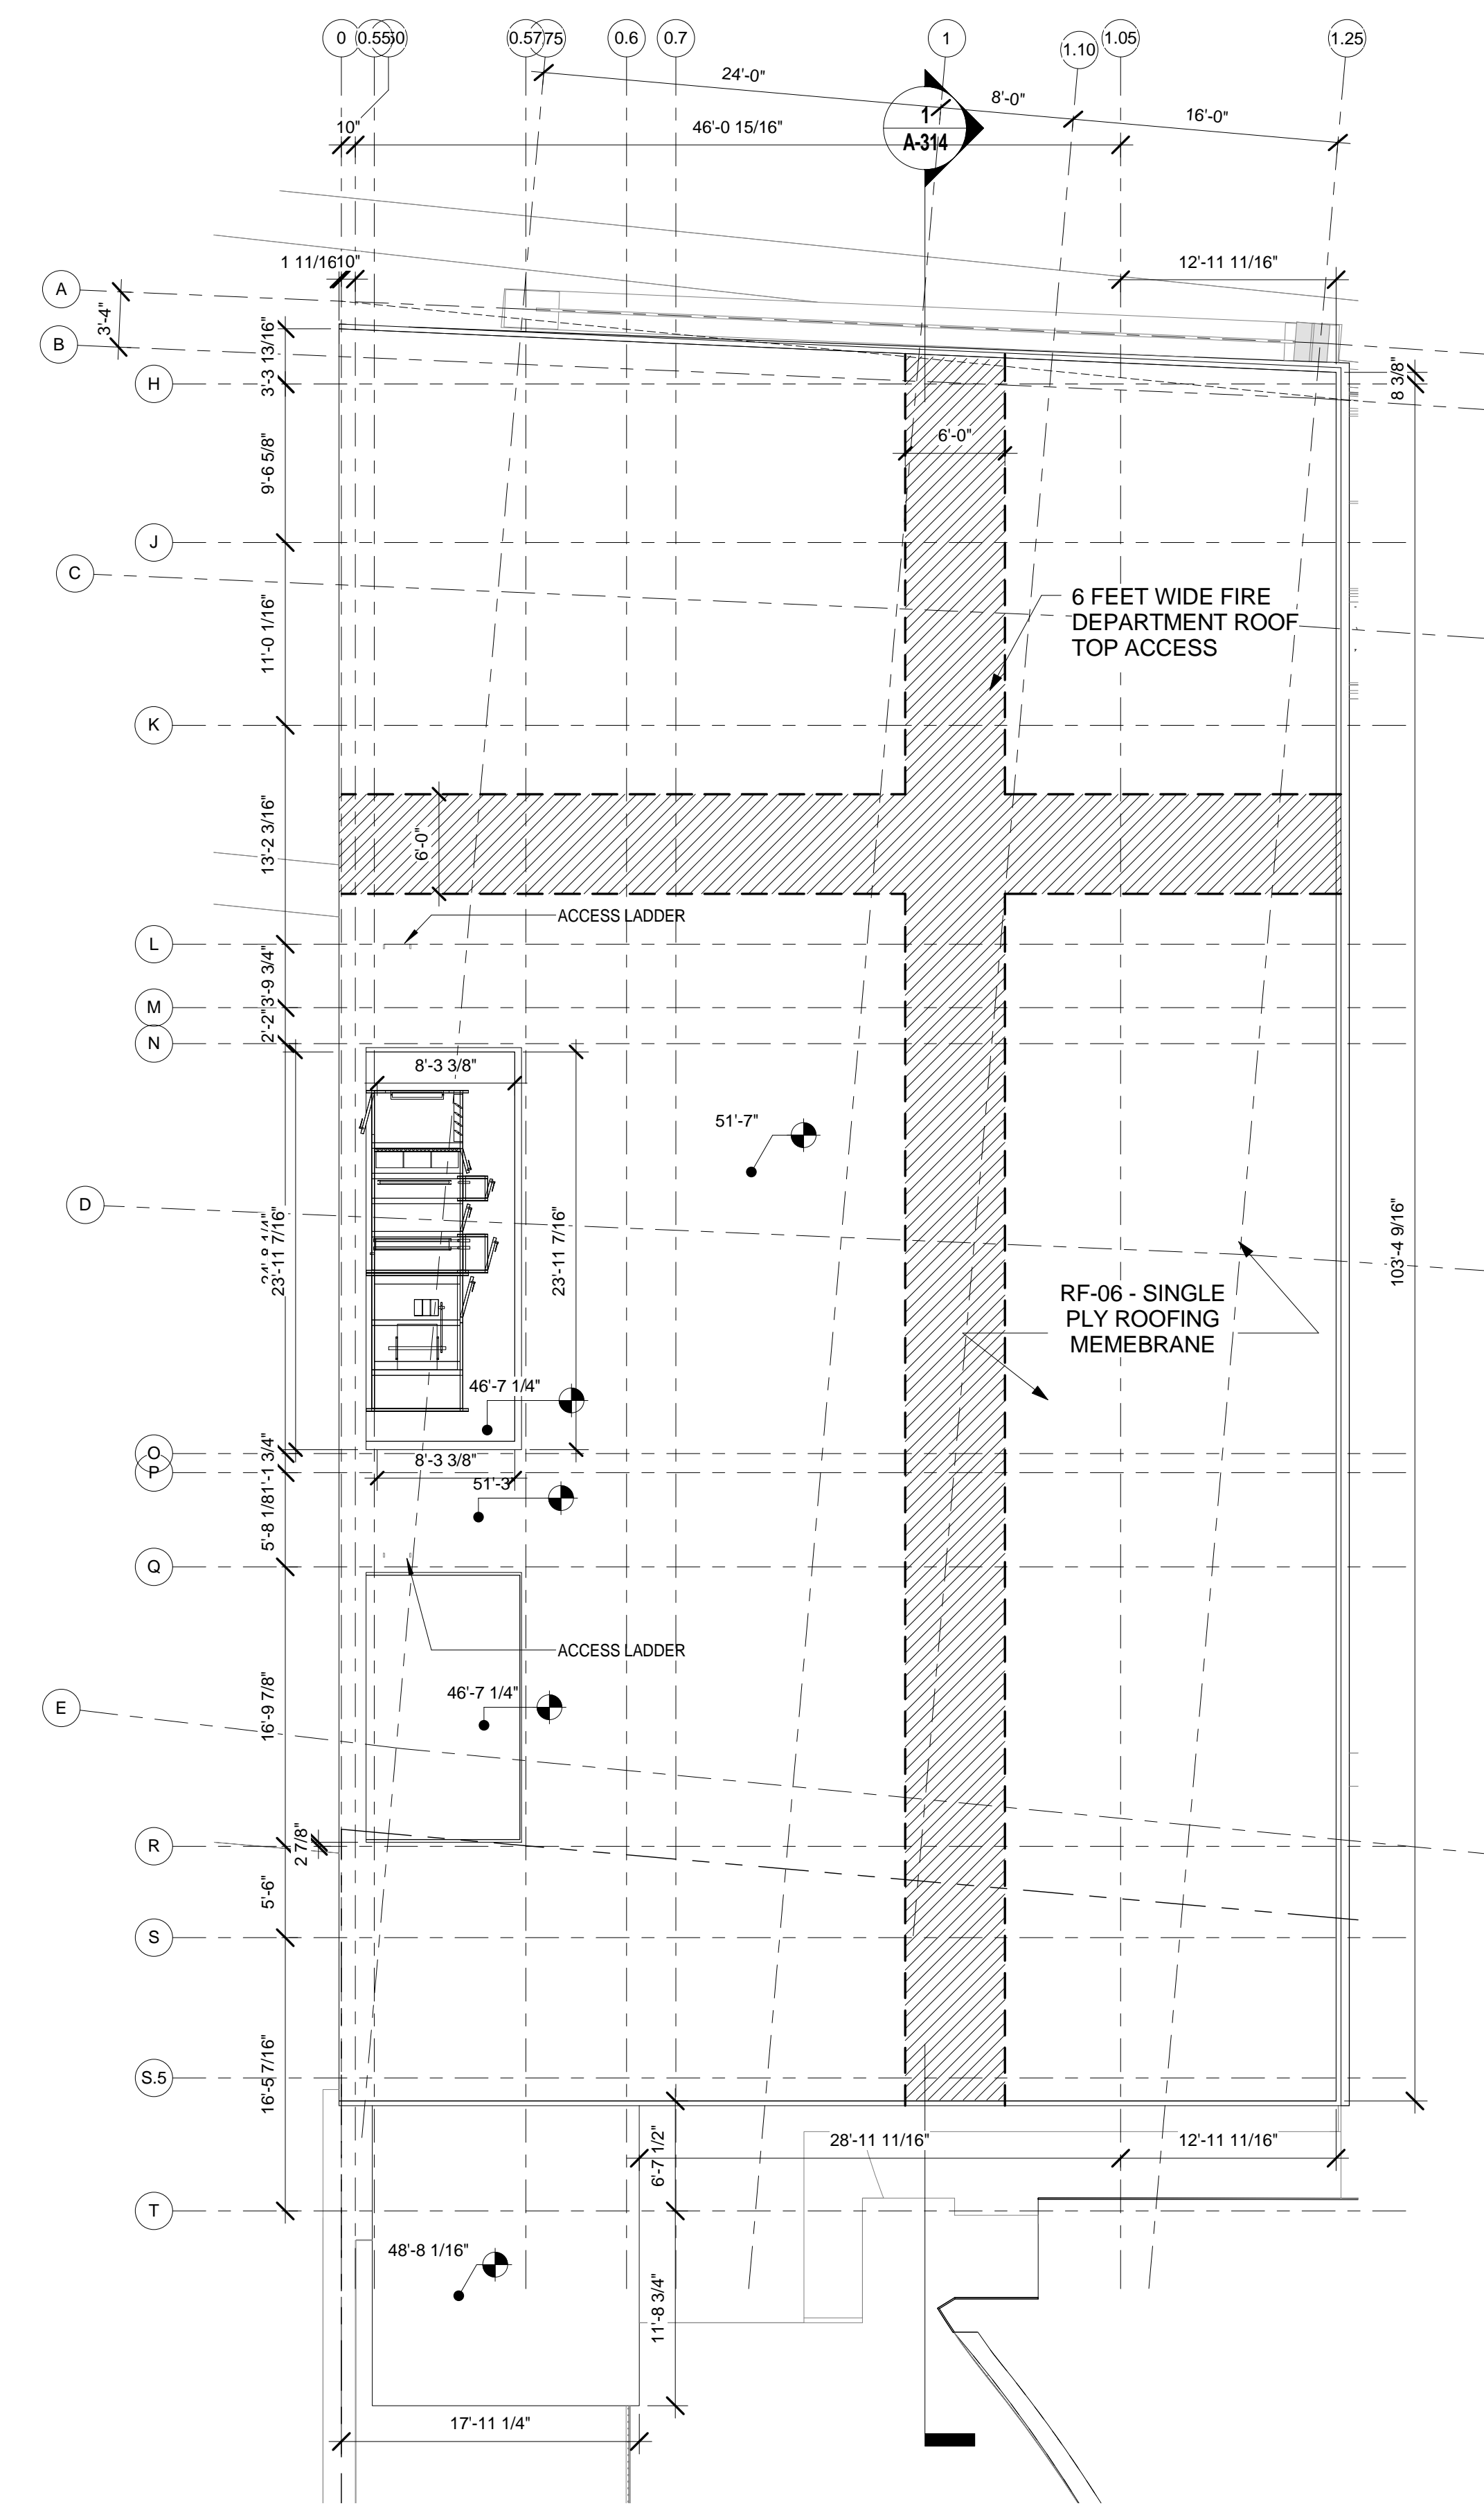 0
0.55
50
0.57
75
0.6
0.7
1
1.10
1.05
1.25
24'-0"
8'-0"
16'-0"
10"
46'-0 15/16"
1
A-314
1 11/16"
10"
12'-11 11/16"
A
3'-4"
B
3'-3 13/16"
8 3/8"
H
6'-0"
9'-6 5/8"
J
C
6 FEET WIDE FIRE
DEPARTMENT ROOF
TOP ACCESS
11'-0 1/16"
K
6'-0"
13'-2 3/16"
ACCESS LADDER
L
3'-9 3/4"
M
2'-2"
N
8'-3 3/8"
51'-7"
D
24'-8 1/4"
23'-11 7/16"
23'-11 7/16"
103'-4 9/16"
RF-06 - SINGLE
PLY ROOFING
MEMEBRANE
46'-7 1/4"
O
1'-1 3/4"
P
8'-3 3/8"
51'-3"
5'-8 1/8"
Q
ACCESS LADDER
46'-7 1/4"
E
16'-9 7/8"
R
2 7/8"
5'-6"
S
S.5
16'-5 7/16"
28'-11 11/16"
12'-11 11/16"
6'-7 1/2"
T
48'-8 1/16"
11'-8 3/4"
17'-11 1/4"